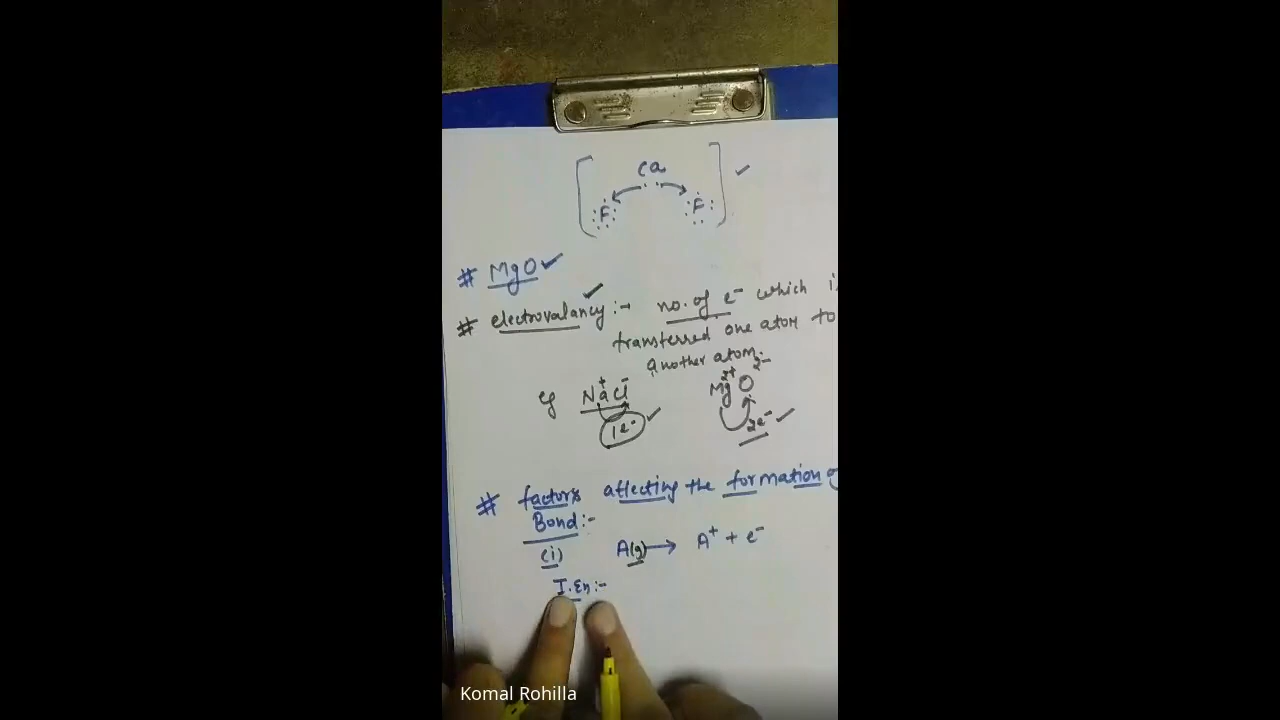 Ca
F F
# MgO
# electrovalancy :→ no. of e⁻ which
transferred one atom to
another atom.
eg Na⁺Cl⁻ Mg²⁺O²⁻
1e⁻ 2e⁻
# factors affecting the formation of
Bond:-
(i) A(g) → A⁺ + e⁻
I.En:-
Komal Rohilla